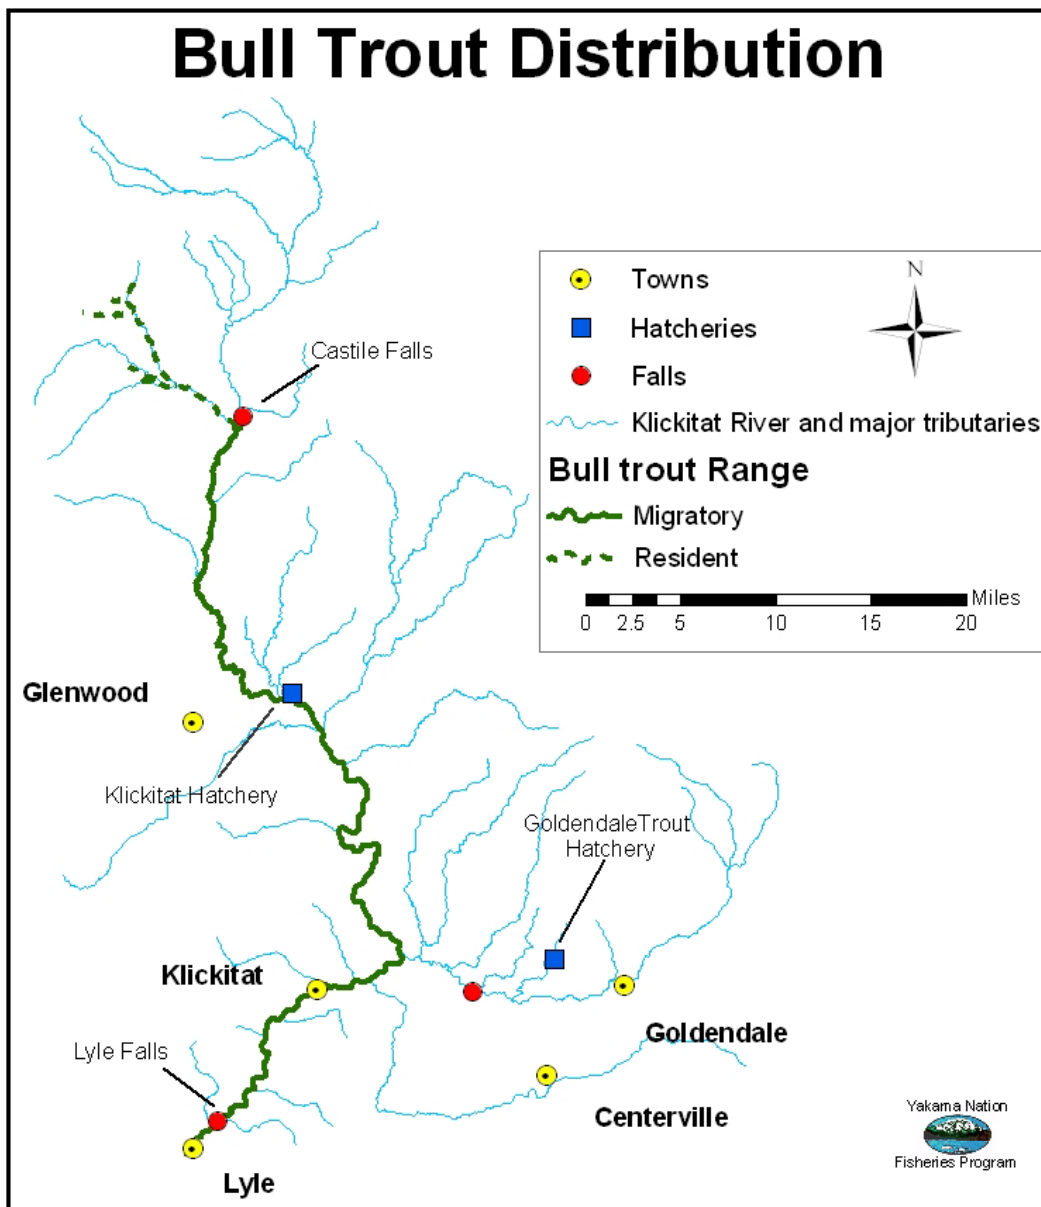 Bull Trout Distribution
N
Towns
Hatcheries
Falls
Klickitat River and major tributaries
Bull trout Range
Migratory
Resident
Miles
0 2.5 5 10 15 20
Castile Falls
Glenwood
Klickitat Hatchery
GoldendaleTrout
Hatchery
Klickitat
Goldendale
Lyle Falls
Centerville
Lyle
Yakama Nation
Fisheries Program